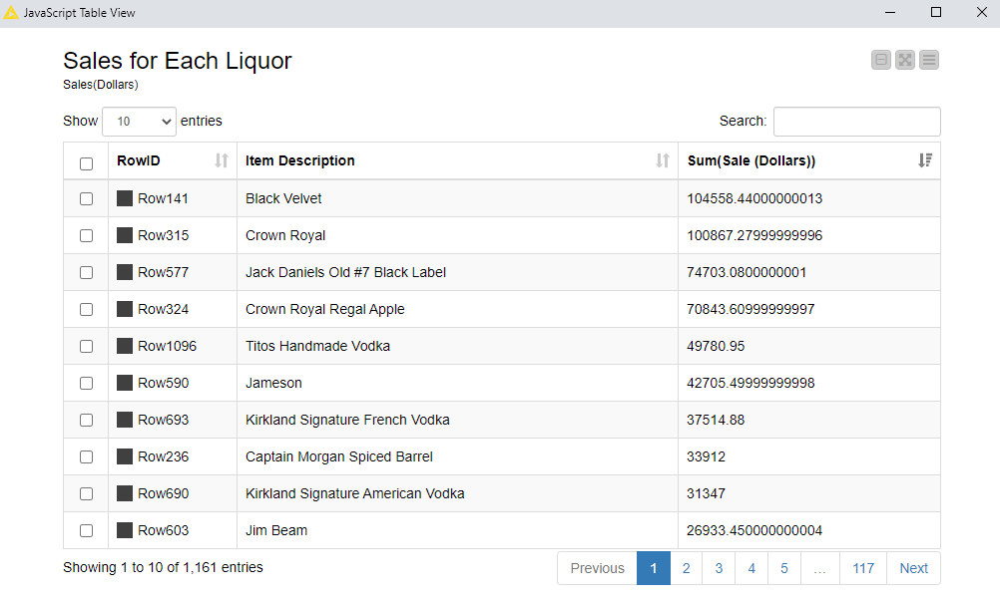 JavaScript Table View
Sales for Each Liquor
Sales(Dollars)
Show 10 entries Search:
RowID Item Description Sum(Sale (Dollars))
Row141 Black Velvet 104558.44000000013
Row315 Crown Royal 100867.27999999996
Row577 Jack Daniels Old #7 Black Label 74703.0800000001
Row324 Crown Royal Regal Apple 70843.60999999997
Row1096 Titos Handmade Vodka 49780.95
Row590 Jameson 42705.49999999998
Row693 Kirkland Signature French Vodka 37514.88
Row236 Captain Morgan Spiced Barrel 33912
Row690 Kirkland Signature American Vodka 31347
Row603 Jim Beam 26933.450000000004
Showing 1 to 10 of 1,161 entries Previous 1 2 3 4 5 … 117 Next